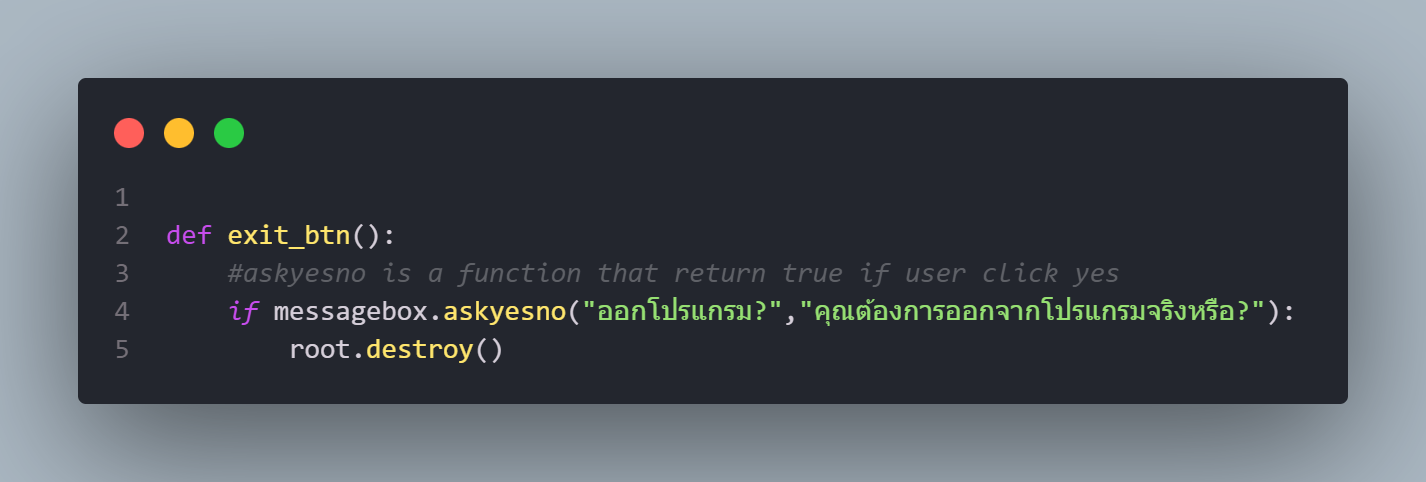 1
2 def exit_btn():
3 #askyesno is a function that return true if user click yes
4 if messagebox.askyesno("ออกโปรแกรม?","คุณต้องการออกจากโปรแกรมจริงหรือ?"):
5 root.destroy()